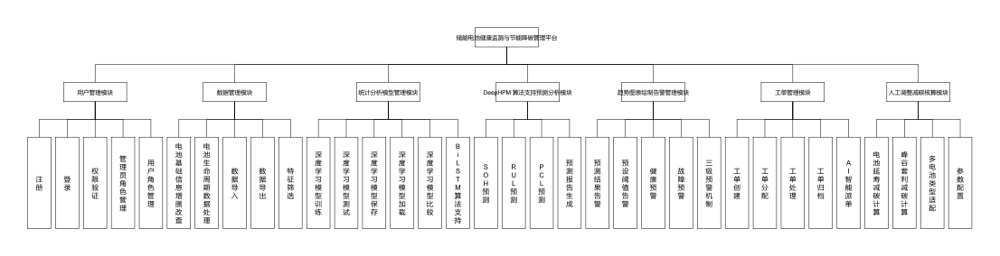 储能电池健康监测与节能降碳管理平台
用户管理模块
数据管理模块
统计分析模型管理模块
DeepHPM 算法支持预测分析模块
趋势图表绘制告警管理模块
工单管理模块
人工调整减碳核算模块
注册
登录
权限验证
管理员角色管理
用户角色管理
电池基础信息增删改查
电池生命周期数据处理
数据导入
数据导出
特征筛选
深度学习模型训练
深度学习模型测试
深度学习模型保存
深度学习模型加载
深度学习模型比较
BiLSTM算法支持
SOH预测
RUL预测
PCL预测
预测报告生成
预测结果告警
预设阈值告警
健康预警
故障预警
三级预警机制
工单创建
工单分配
工单处理
工单归档
AI智能派单
电池延寿减碳计算
峰谷套利减碳计算
多电池类型适配
参数配置